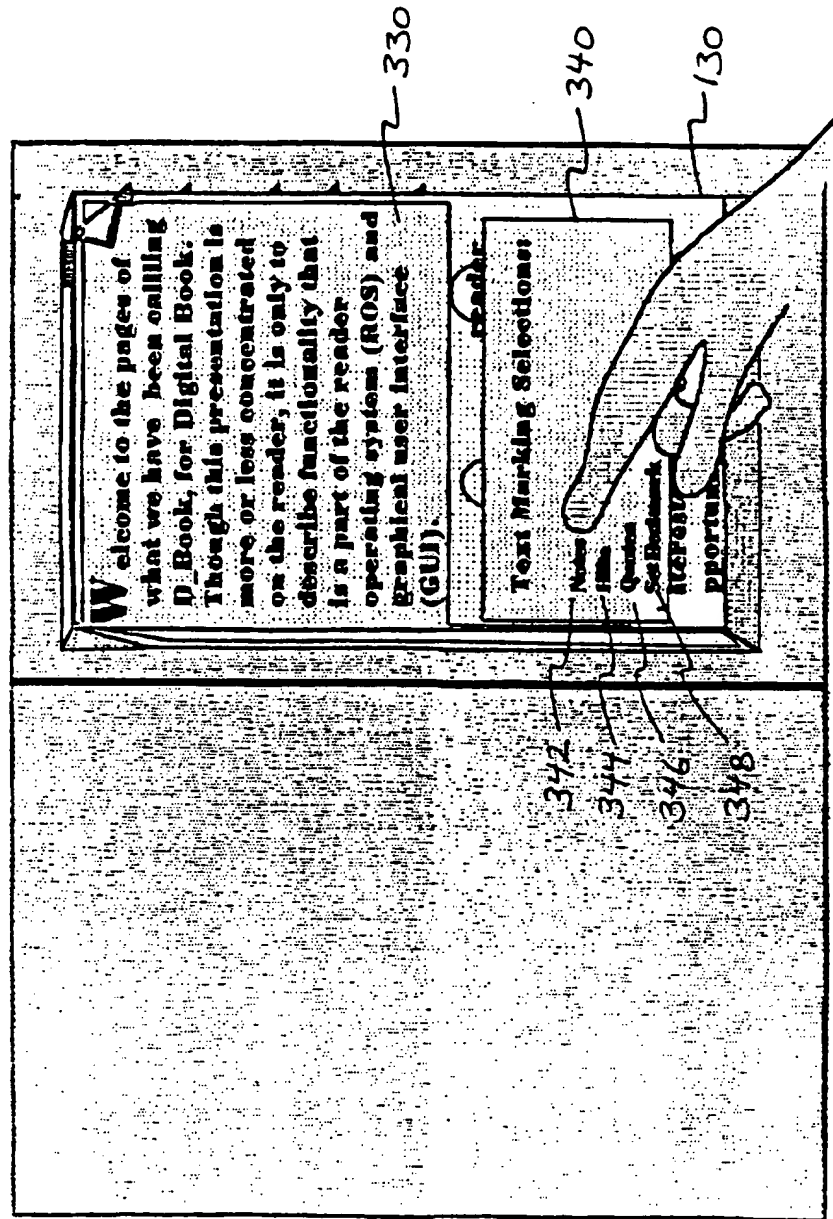 Welcome to the pages of
what we have been calling
D_Book, for Digital Book.
Though this presentation is
more or less concentrated
on the reader, it is only to
describe functionality that
is a part of the reader
operating system (ROS) and
graphical user interface
(GUI).
330
reader
Text Marking Selections:
340
342
Notes
344
346
Quotes
348
Set Bookmark
130